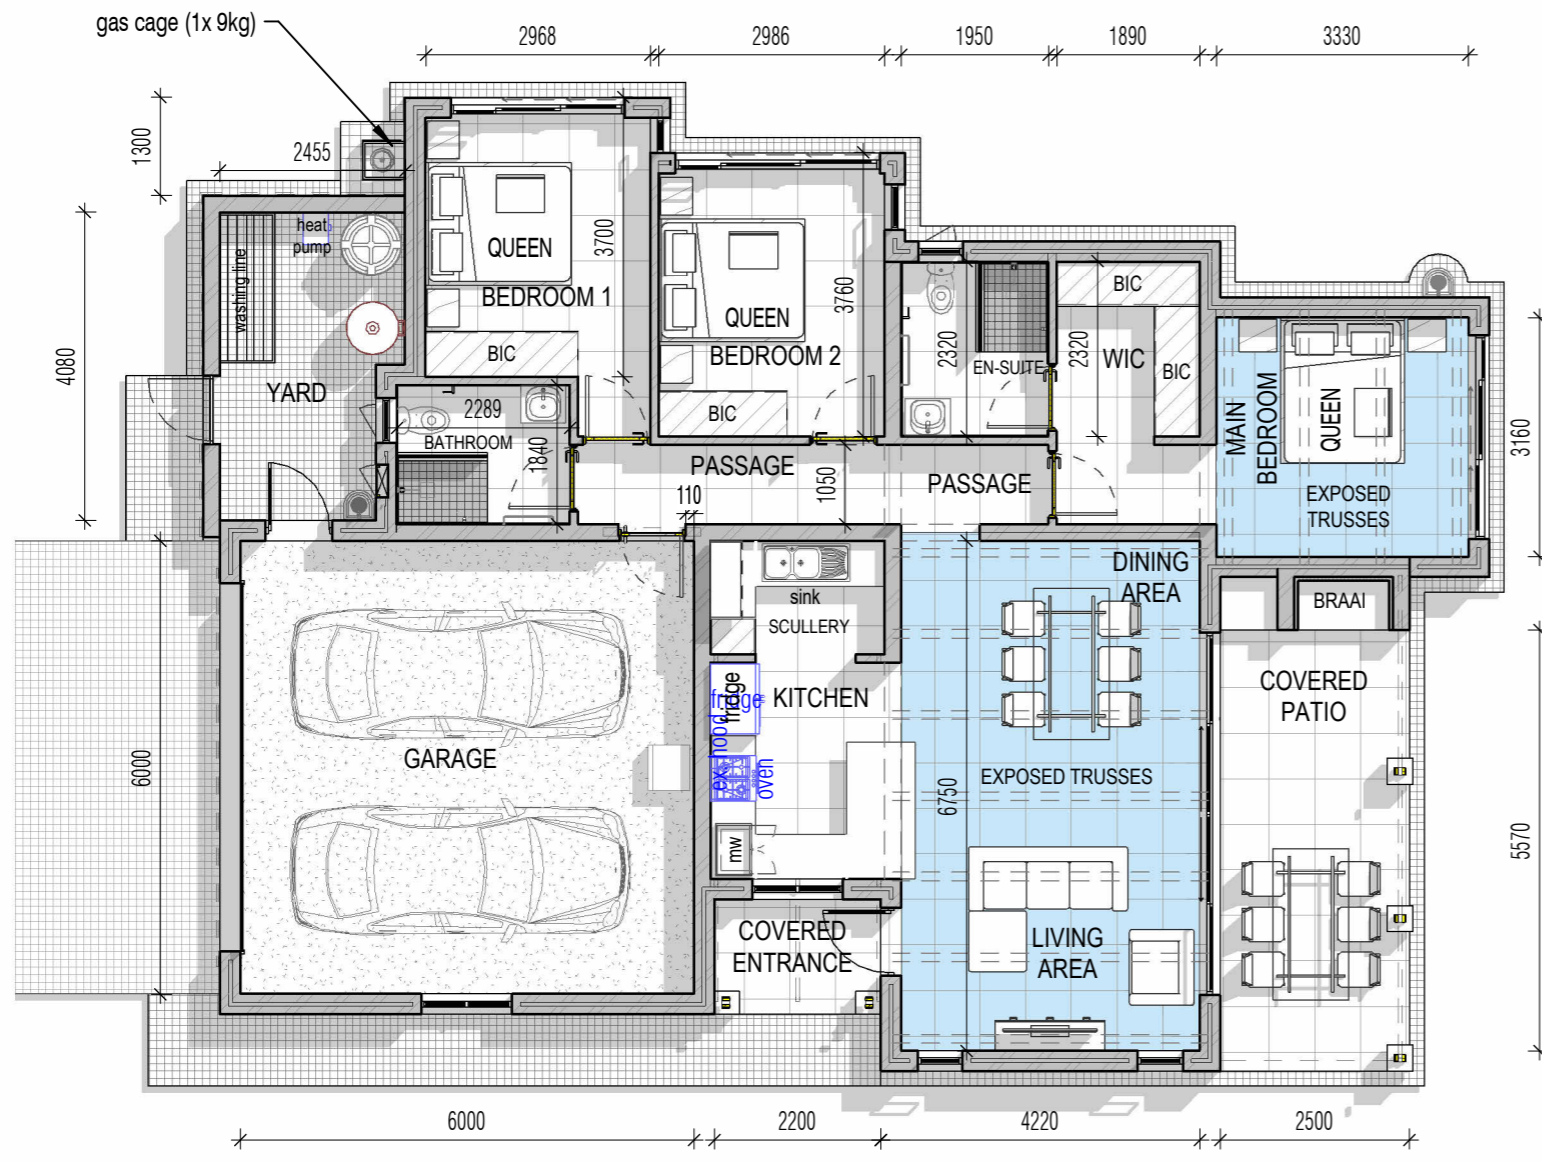 gas cage (1x 9kg)
2968
2986
1950
1890
3330
1300
2455
heat
pump
washing line
4080
YARD
QUEEN
3700
BEDROOM 1
BIC
QUEEN
3760
BEDROOM 2
BIC
2320
EN-SUITE
2320
WIC
BIC
BIC
MAIN
BEDROOM
QUEEN
EXPOSED
TRUSSES
3160
2289
BATHROOM
1840
PASSAGE
1050
110
PASSAGE
DINING
AREA
BRAAI
sink
SCULLERY
fridge
fridge
KITCHEN
ex. hood
oven
mw
COVERED
PATIO
GARAGE
6000
EXPOSED TRUSSES
6750
5570
COVERED
ENTRANCE
LIVING
AREA
6000
2200
4220
2500